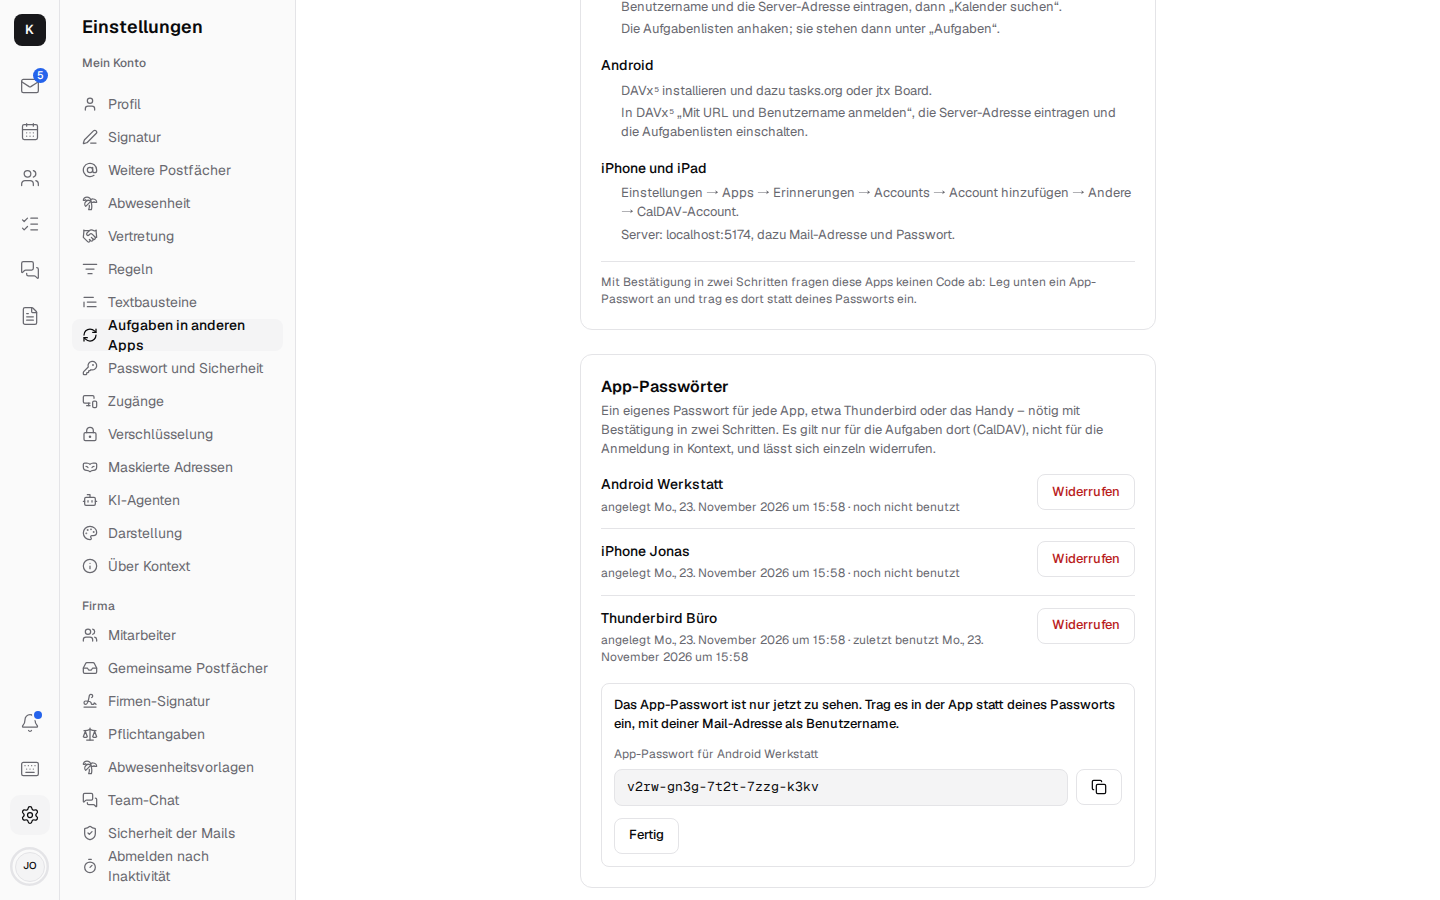 K
5
JO
Einstellungen
Mein Konto
Profil
Signatur
Weitere Postfächer
Abwesenheit
Vertretung
Regeln
Textbausteine
Aufgaben in anderen
Apps
Passwort und Sicherheit
Zugänge
Verschlüsselung
Maskierte Adressen
KI-Agenten
Darstellung
Über Kontext
Firma
Mitarbeiter
Gemeinsame Postfächer
Firmen-Signatur
Pflichtangaben
Abwesenheitsvorlagen
Team-Chat
Sicherheit der Mails
Abmelden nach
Inaktivität
Benutzername und die Server-Adresse eintragen, dann „Kalender suchen“.
Die Aufgabenlisten anhaken; sie stehen dann unter „Aufgaben“.
Android
DAVx⁵ installieren und dazu tasks.org oder jtx Board.
In DAVx⁵ „Mit URL und Benutzername anmelden“, die Server-Adresse eintragen und
die Aufgabenlisten einschalten.
iPhone und iPad
Einstellungen → Apps → Erinnerungen → Accounts → Account hinzufügen → Andere
→ CalDAV-Account.
Server: localhost:5174, dazu Mail-Adresse und Passwort.
Mit Bestätigung in zwei Schritten fragen diese Apps keinen Code ab: Leg unten ein App-
Passwort an und trag es dort statt deines Passworts ein.
App-Passwörter
Ein eigenes Passwort für jede App, etwa Thunderbird oder das Handy – nötig mit
Bestätigung in zwei Schritten. Es gilt nur für die Aufgaben dort (CalDAV), nicht für die
Anmeldung in Kontext, und lässt sich einzeln widerrufen.
Android Werkstatt
angelegt Mo., 23. November 2026 um 15:58 · noch nicht benutzt
Widerrufen
iPhone Jonas
angelegt Mo., 23. November 2026 um 15:58 · noch nicht benutzt
Widerrufen
Thunderbird Büro
angelegt Mo., 23. November 2026 um 15:58 · zuletzt benutzt Mo., 23.
November 2026 um 15:58
Widerrufen
Das App-Passwort ist nur jetzt zu sehen. Trag es in der App statt deines Passworts
ein, mit deiner Mail-Adresse als Benutzername.
App-Passwort für Android Werkstatt
v2rw-gn3g-7t2t-7zzg-k3kv
Fertig